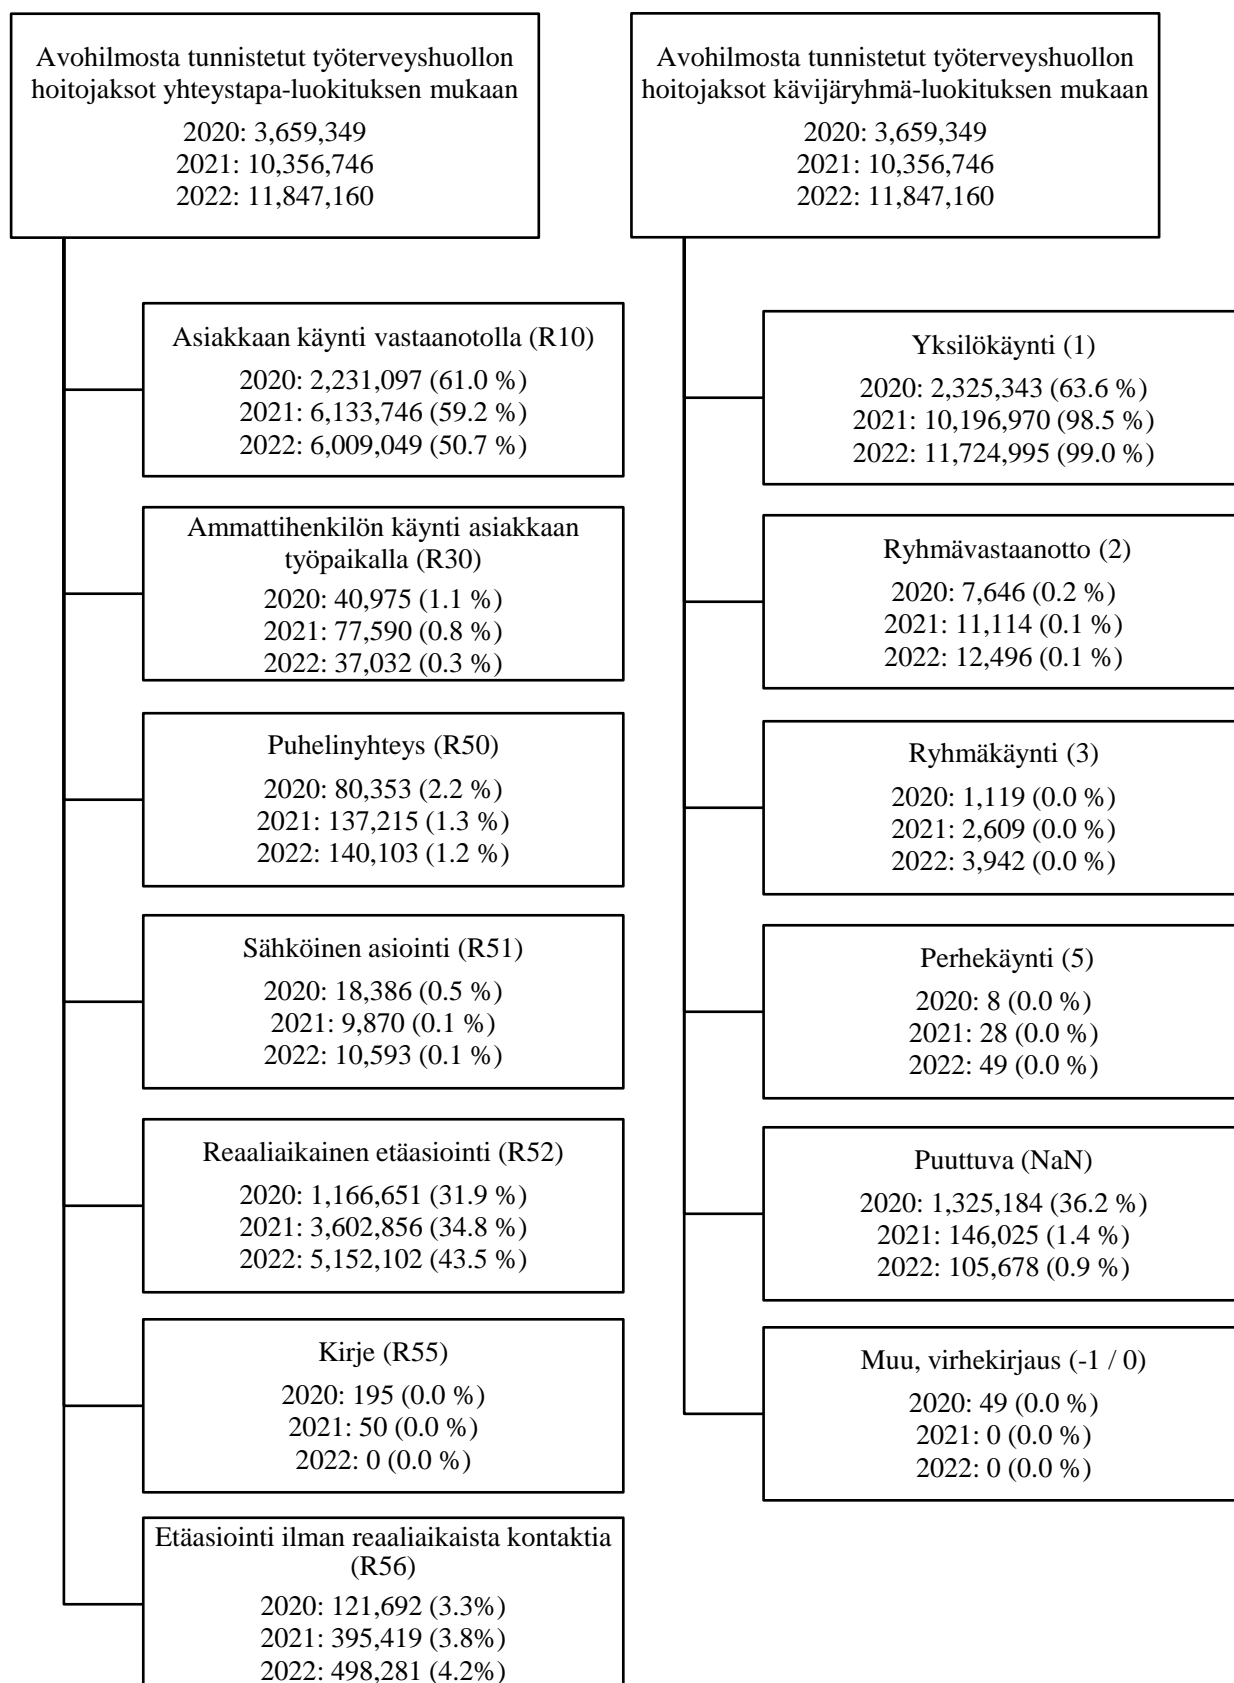 Avohilmosta tunnistetut työterveyshuollon
hoitojaksot yhteystapa-luokituksen mukaan
2020: 3,659,349
2021: 10,356,746
2022: 11,847,160
Asiakkaan käynti vastaanotolla (R10)
2020: 2,231,097 (61.0 %)
2021: 6,133,746 (59.2 %)
2022: 6,009,049 (50.7 %)
Ammattihenkilön käynti asiakkaan
työpaikalla (R30)
2020: 40,975 (1.1 %)
2021: 77,590 (0.8 %)
2022: 37,032 (0.3 %)
Puhelinyhteys (R50)
2020: 80,353 (2.2 %)
2021: 137,215 (1.3 %)
2022: 140,103 (1.2 %)
Sähköinen asiointi (R51)
2020: 18,386 (0.5 %)
2021: 9,870 (0.1 %)
2022: 10,593 (0.1 %)
Reaaliaikainen etäasiointi (R52)
2020: 1,166,651 (31.9 %)
2021: 3,602,856 (34.8 %)
2022: 5,152,102 (43.5 %)
Kirje (R55)
2020: 195 (0.0 %)
2021: 50 (0.0 %)
2022: 0 (0.0 %)
Etäasiointi ilman reaaliaikaista kontaktia
(R56)
2020: 121,692 (3.3%)
2021: 395,419 (3.8%)
2022: 498,281 (4.2%)
Avohilmosta tunnistetut työterveyshuollon
hoitojaksot kävijäryhmä-luokituksen mukaan
2020: 3,659,349
2021: 10,356,746
2022: 11,847,160
Yksilökäynti (1)
2020: 2,325,343 (63.6 %)
2021: 10,196,970 (98.5 %)
2022: 11,724,995 (99.0 %)
Ryhmävastaanotto (2)
2020: 7,646 (0.2 %)
2021: 11,114 (0.1 %)
2022: 12,496 (0.1 %)
Ryhmäkäynti (3)
2020: 1,119 (0.0 %)
2021: 2,609 (0.0 %)
2022: 3,942 (0.0 %)
Perhekäynti (5)
2020: 8 (0.0 %)
2021: 28 (0.0 %)
2022: 49 (0.0 %)
Puuttuva (NaN)
2020: 1,325,184 (36.2 %)
2021: 146,025 (1.4 %)
2022: 105,678 (0.9 %)
Muu, virhekirjaus (-1 / 0)
2020: 49 (0.0 %)
2021: 0 (0.0 %)
2022: 0 (0.0 %)